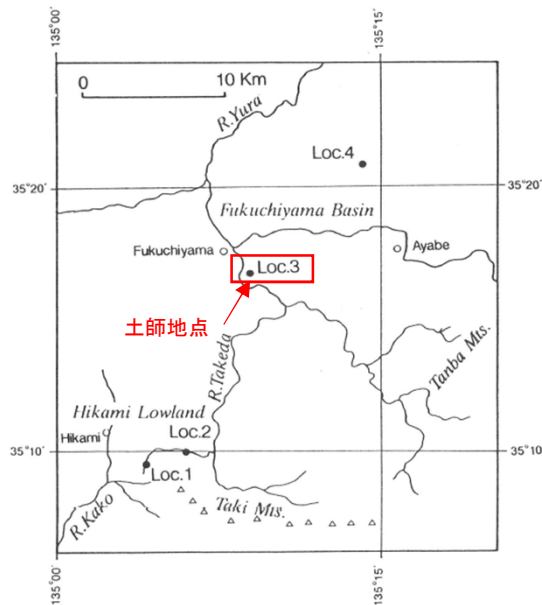 135°00'
135°15'
0
10 Km
R.Yura
Loc.4
35°20'
35°20'
Fukuchiyama Basin
Fukuchiyama
Ayabe
Loc.3
土師地点
R.Takeda
Tanba Mts.
Hikami Lowland
Hikami
Loc.2
35°10'
35°10'
Loc.1
R.Kako
Taki Mts.
135°00'
135°15'